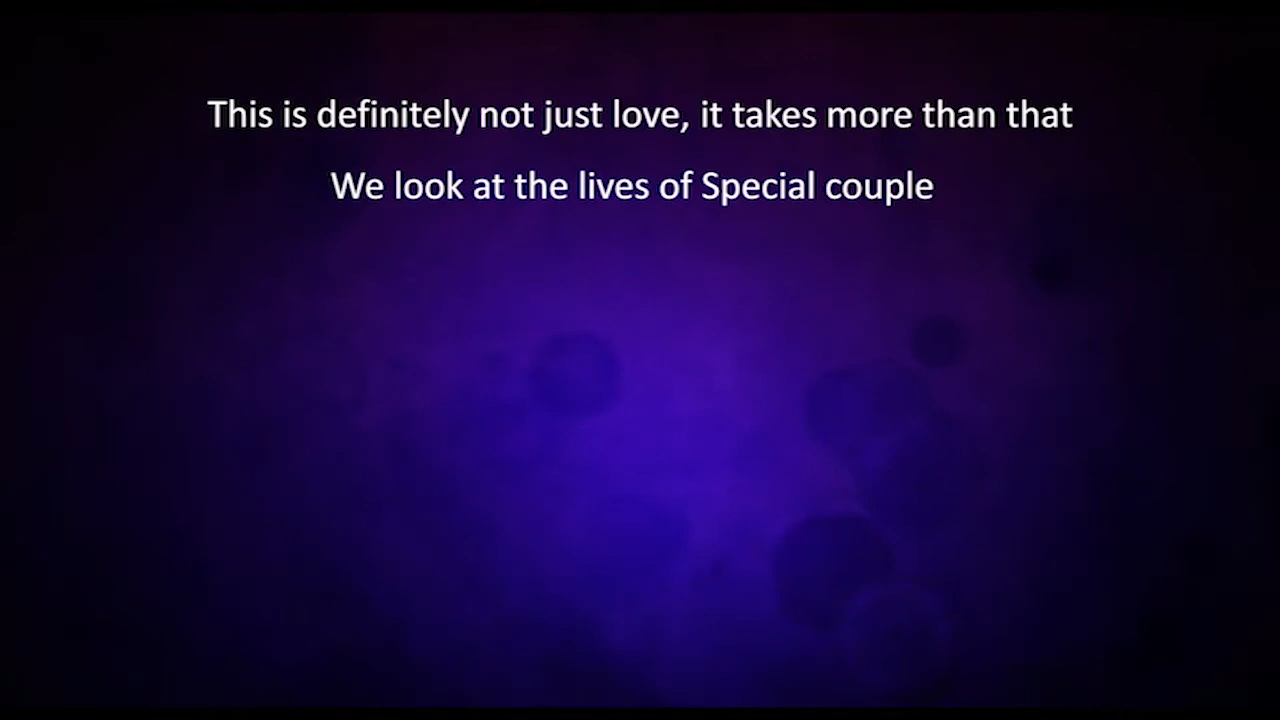 This is definitely not just love, it takes more than that
We look at the lives of Special couple